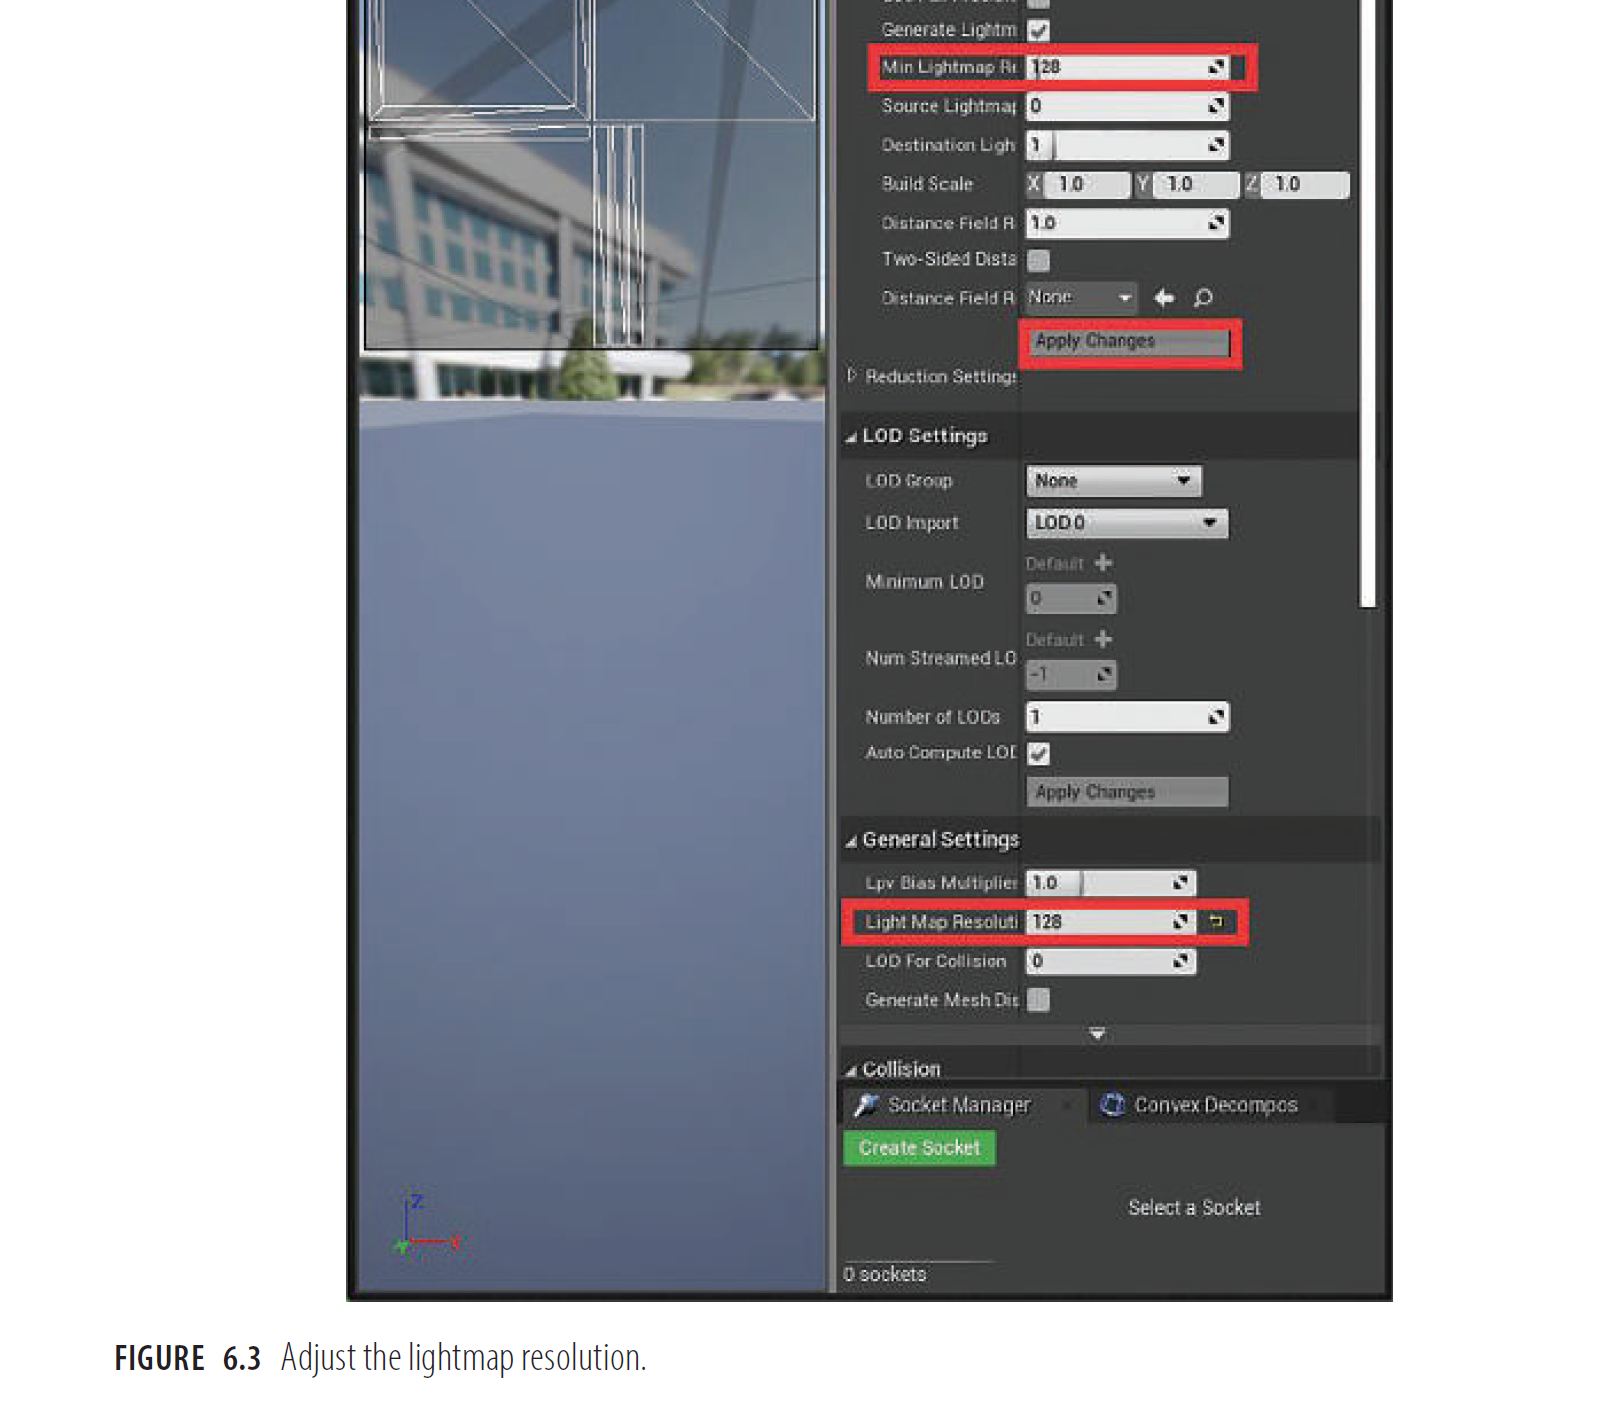 Generate Lightm
Min Lightmap Re 128
Source Lightmap 0
Destination Ligh 1
Build Scale X 1.0 Y 1.0 Z 1.0
Distance Field R 1.0
Two-Sided Dista
Distance Field R None
Apply Changes
Reduction Settings
LOD Settings
LOD Group None
LOD Import LOD 0
Default
Minimum LOD
0
Default
Num Streamed LO
-1
Number of LODs 1
Auto Compute LOD
Apply Changes
General Settings
Lpv Bias Multiplier 1.0
Light Map Resoluti 128
LOD For Collision 0
Generate Mesh Dis
Collision
Socket Manager Convex Decompos
Create Socket
Select a Socket
0 sockets
Z
X
Y
FIGURE 6.3 Adjust the lightmap resolution.